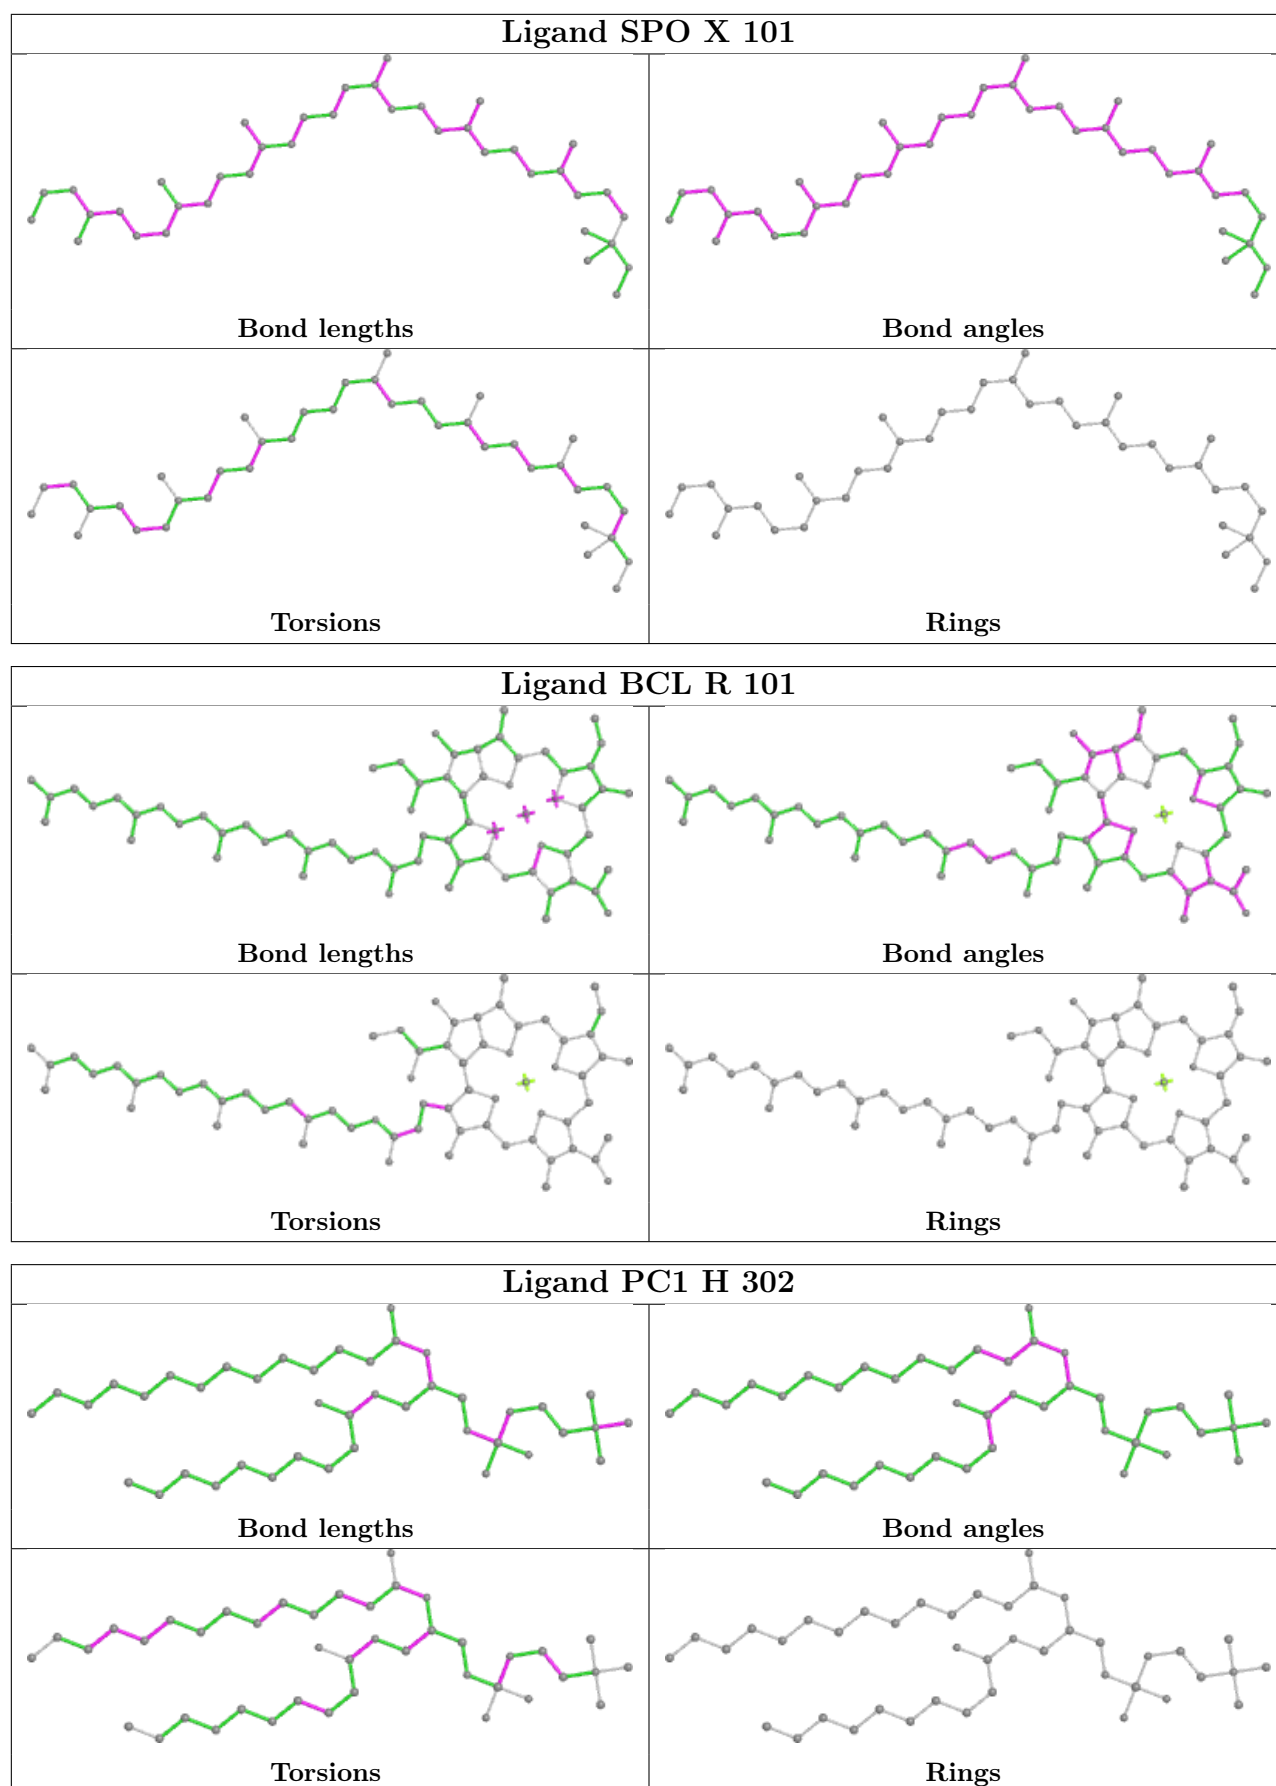 Ligand SPO X 101
Bond lengths
Bond angles
Torsions
Rings
Ligand BCL R 101
Bond lengths
Bond angles
Torsions
Rings
Ligand PC1 H 302
Bond lengths
Bond angles
Torsions
Rings